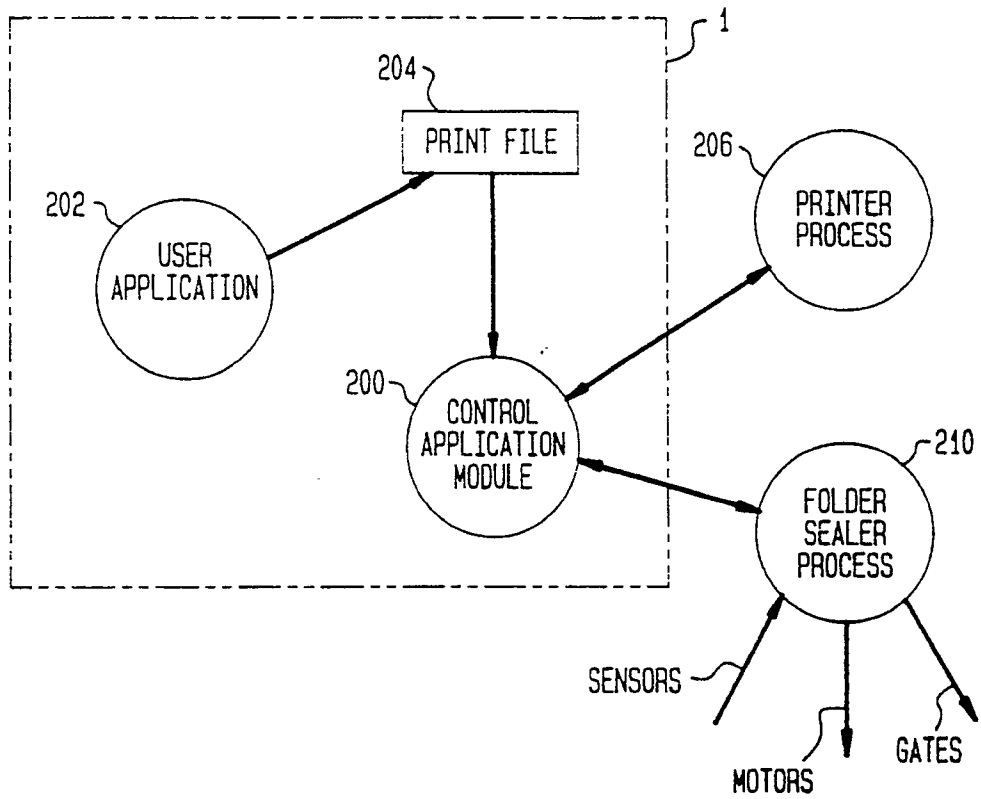 1
204
PRINT FILE
206
PRINTER
PROCESS
202
USER
APPLICATION
200
CONTROL
APPLICATION
MODULE
210
FOLDER
SEALER
PROCESS
SENSORS
MOTORS
GATES